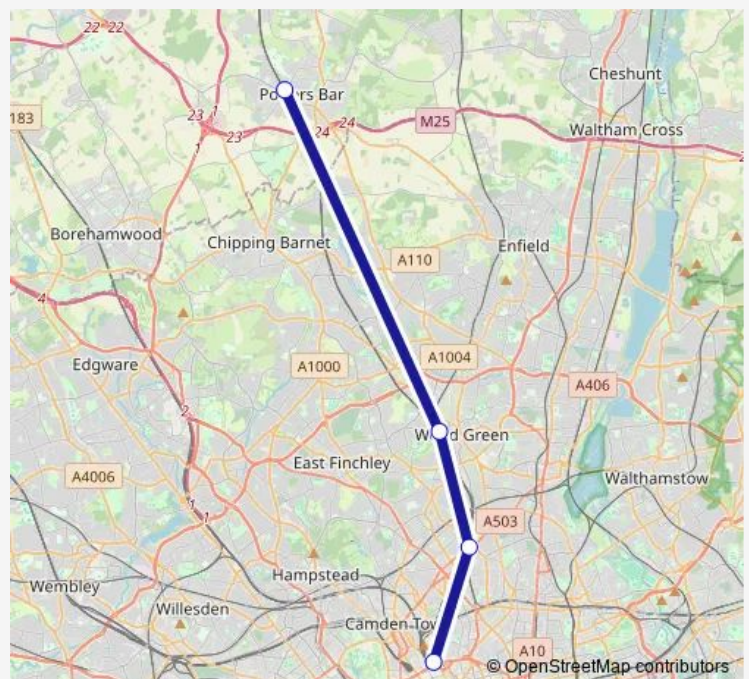 22 22
Cheshunt
Potters Bar
183
23 1
23
24 24
M25
Waltham Cross
1
2
Borehamwood
Chipping Barnet
Enfield
A110
4
A1004
Edgware
A1000
A406
2
Wood Green
East Finchley
A4006
Walthamstow
1
1
A503
Hampstead
Wembley
Willesden
Camden Tow
A10
© OpenStreetMap contributors